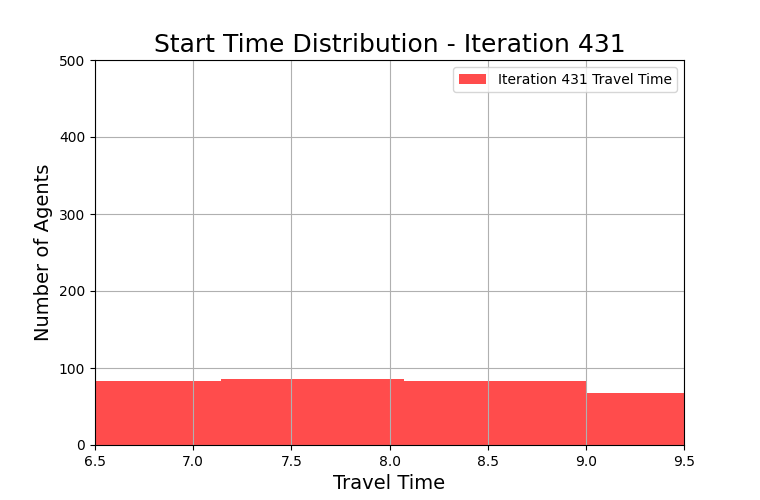 Start Time Distribution - Iteration 431
500
400
300
200
100
0
Number of Agents
Iteration 431 Travel Time
6.5 7.0 7.5 8.0 8.5 9.0 9.5
Travel Time